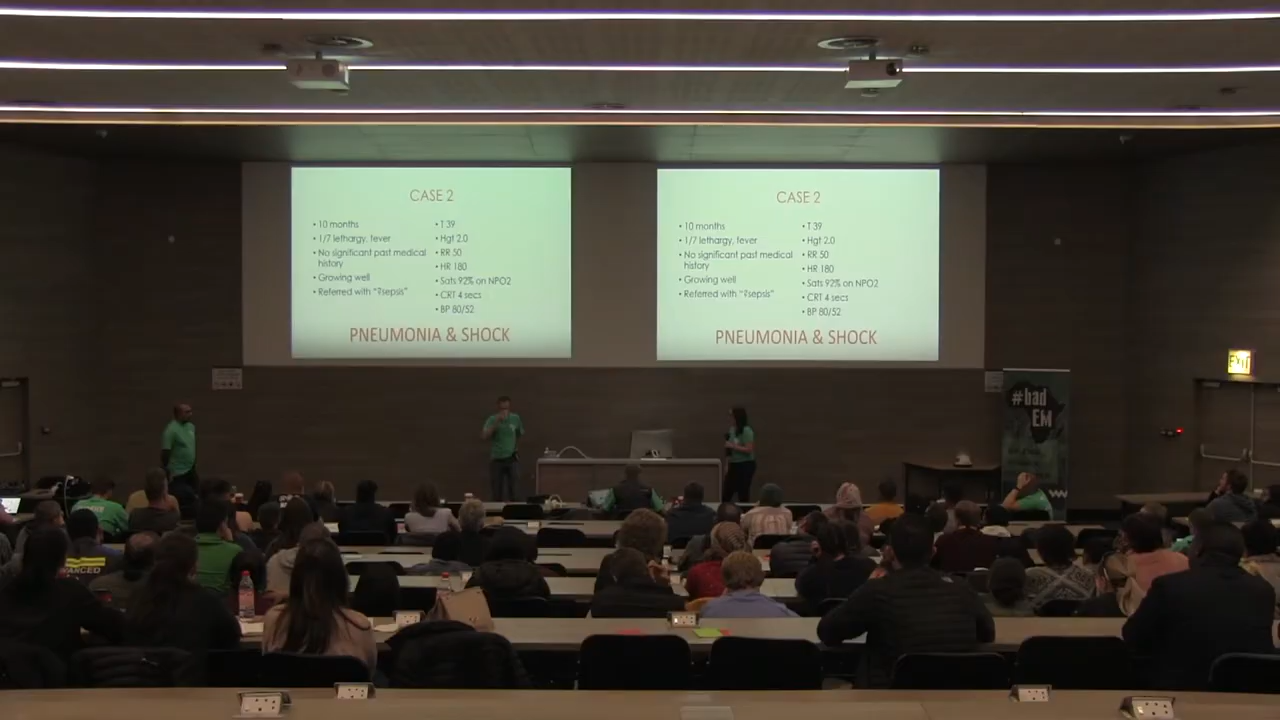 CASE 2
• 10 months
• 1/7 lethargy, fever
• No significant past medical
history
• Growing well
• Referred with "?sepsis"
• T 39
• Hgt 2.0
• RR 50
• HR 180
• Sats 92% on NPO2
• CRT 4 secs
• BP 80/52
PNEUMONIA & SHOCK
CASE 2
• 10 months
• 1/7 lethargy, fever
• No significant past medical
history
• Growing well
• Referred with "?sepsis"
• T 39
• Hgt 2.0
• RR 50
• HR 180
• Sats 92% on NPO2
• CRT 4 secs
• BP 80/52
PNEUMONIA & SHOCK
EXIT
#bad
EM